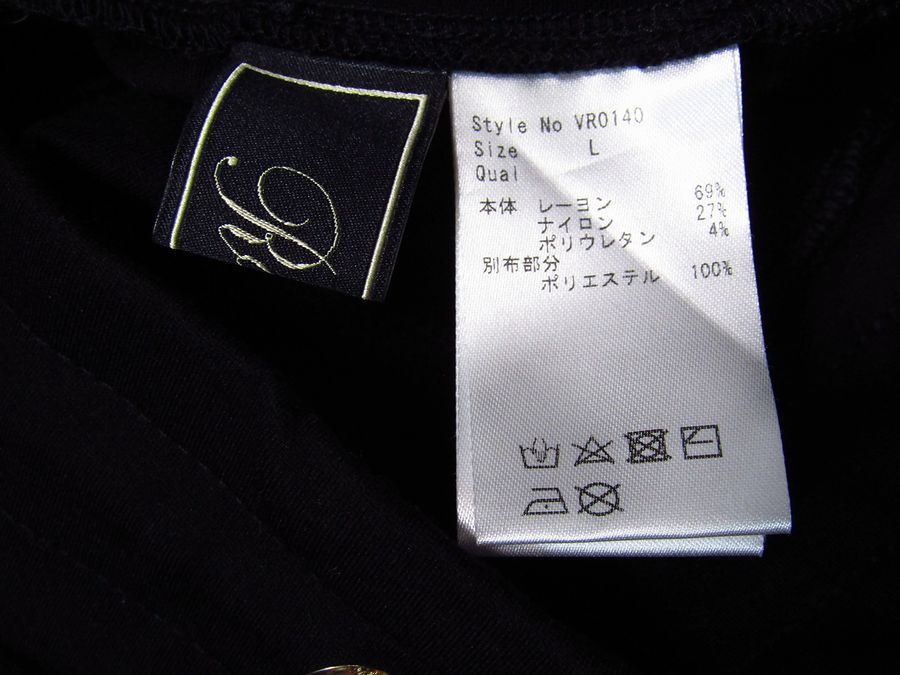 Style No VR0140
Size L
Qual
本体 レーヨン 69%
ナイロン 27%
ポリウレタン 4%
別布部分
ポリエステル 100%